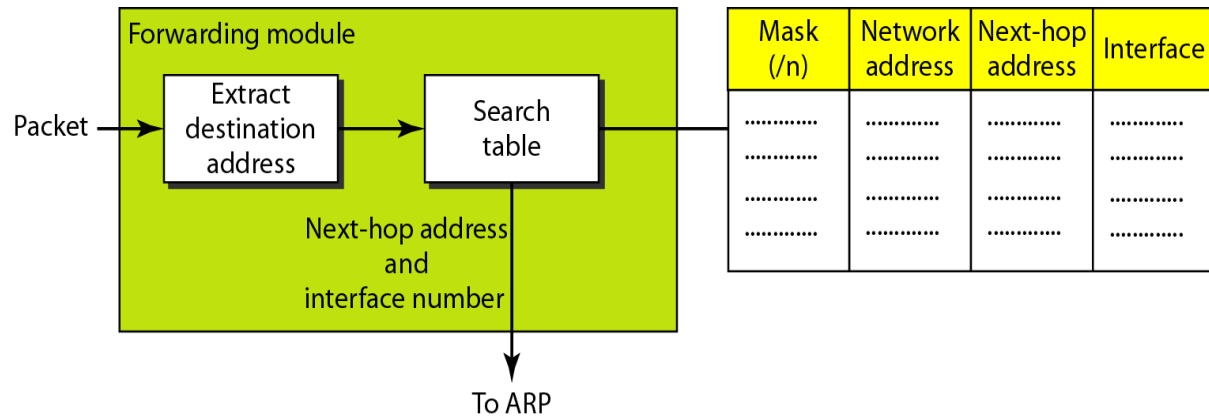 Forwarding module
Packet
Extract
destination
address
Search
table
Next-hop address
and
interface number
To ARP
Mask
(/n)
Network
address
Next-hop
address
Interface
............. ............. ............. .............
............. ............. ............. .............
............. ............. ............. .............
............. ............. ............. .............